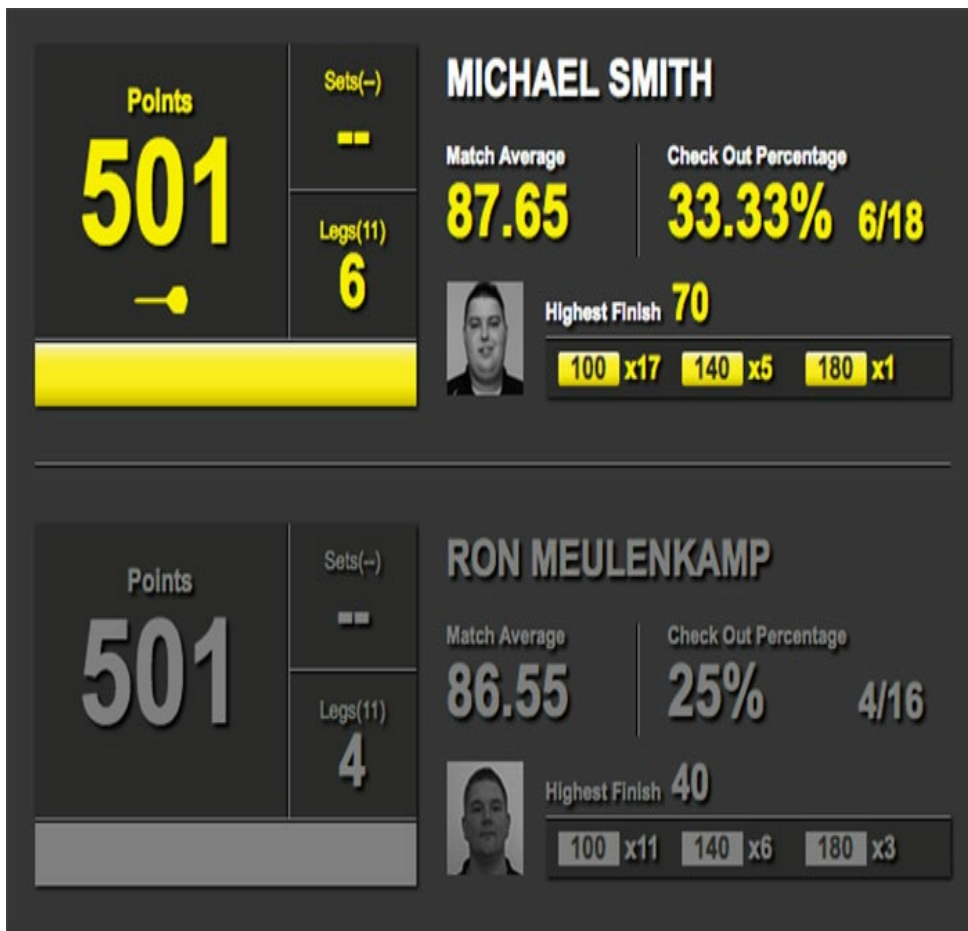 MICHAEL SMITH
Points
501
Sets(--)
--
Legs(11)
6
Match Average
87.65
Check Out Percentage
33.33% 6/18
Highest Finish 70
100 x17 140 x5 180 x1
RON MEULENKAMP
Points
501
Sets(--)
--
Legs(11)
4
Match Average
86.55
Check Out Percentage
25% 4/16
Highest Finish 40
100 x11 140 x6 180 x3